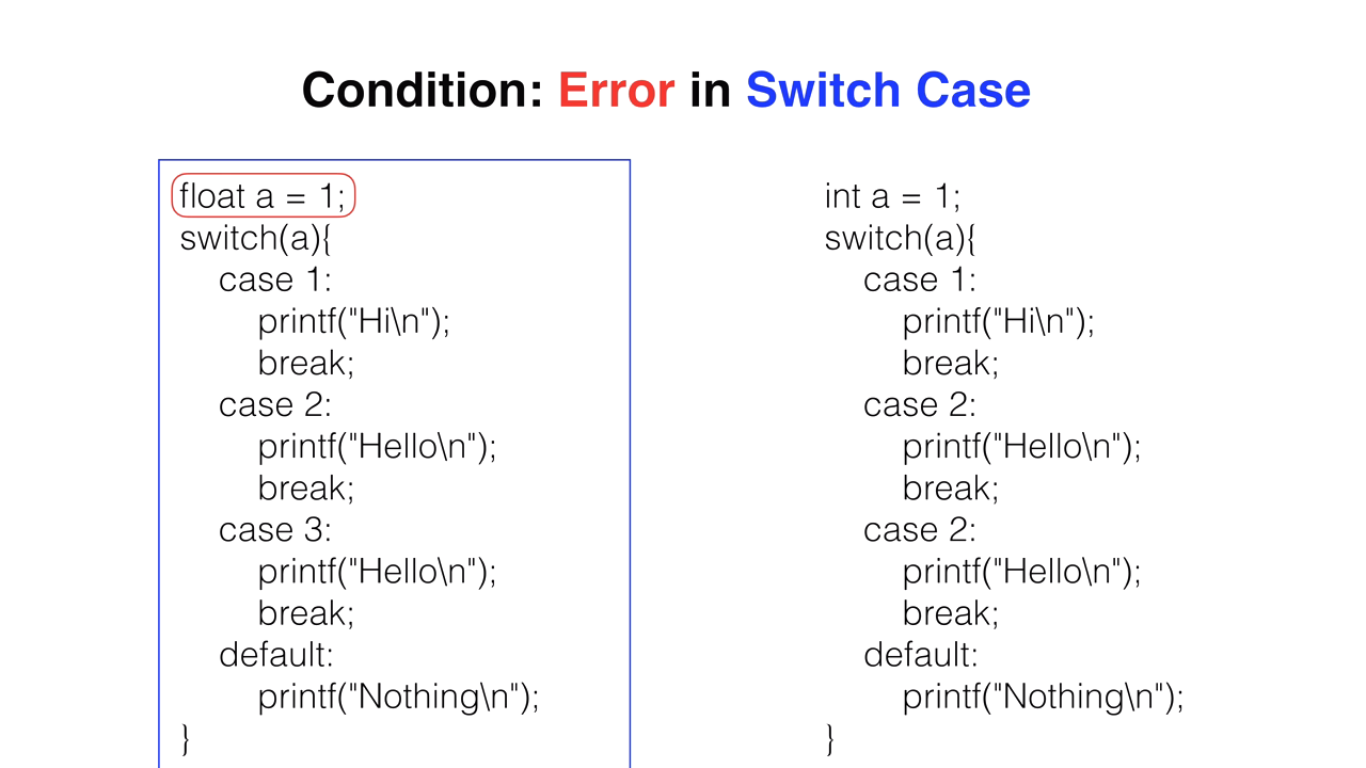 Condition: Error in Switch Case
float a = 1;
switch(a){
case 1:
printf("Hi\n");
break;
case 2:
printf("Hello\n");
break;
case 3:
printf("Hello\n");
break;
default:
printf("Nothing\n");
}
int a = 1;
switch(a){
case 1:
printf("Hi\n");
break;
case 2:
printf("Hello\n");
break;
case 2:
printf("Hello\n");
break;
default:
printf("Nothing\n");
}